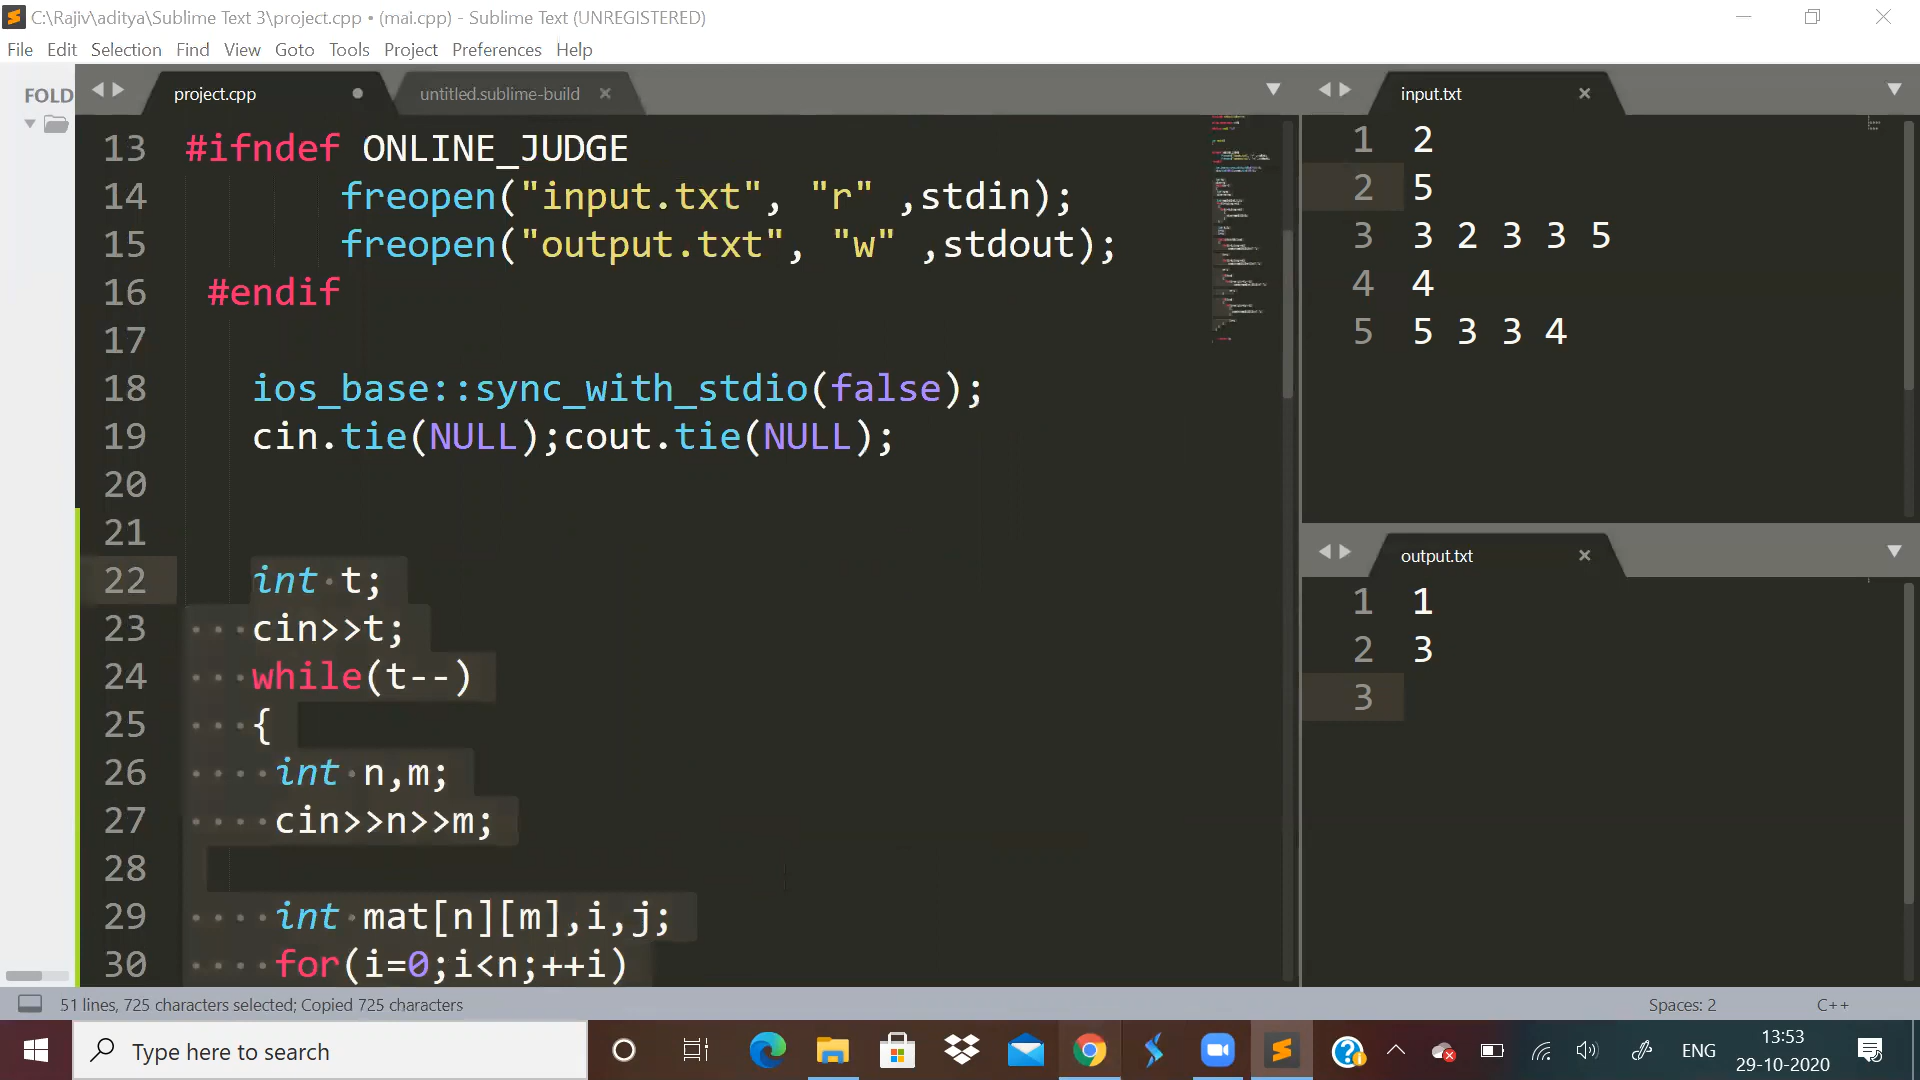 C:\Rajiv\aditya\Sublime Text 3\project.cpp • (mai.cpp) - Sublime Text (UNREGISTERED)
File Edit Selection Find View Goto Tools Project Preferences Help
FOLD
project.cpp
untitled.sublime-build
13 #ifndef ONLINE_JUDGE
14 freopen("input.txt", "r" ,stdin);
15 freopen("output.txt", "w" ,stdout);
16 #endif
17
18 ios_base::sync_with_stdio(false);
19 cin.tie(NULL);cout.tie(NULL);
20
21
22 int t;
23 cin>>t;
24 while(t--)
25 {
26 int n,m;
27 cin>>n>>m;
28
29 int mat[n][m],i,j;
30 for(i=0;i<n;++i)
input.txt
1 2
2 5
3 3 2 3 3 5
4 4
5 5 3 3 4
output.txt
1 1
2 3
3
51 lines, 725 characters selected; Copied 725 characters
Spaces: 2
C++
Type here to search
ENG
13:53
29-10-2020